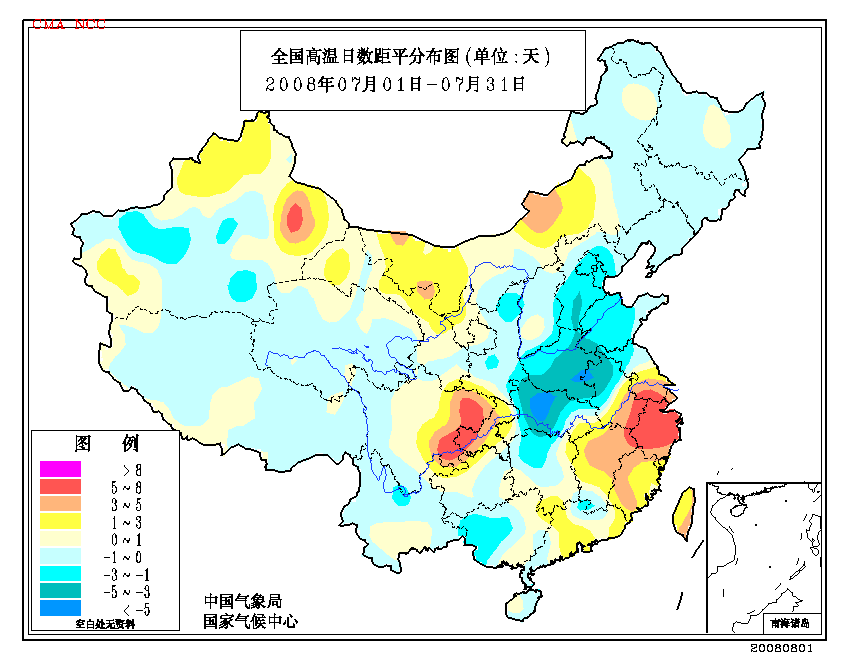 CMA NCC
全国高温日数距平分布图(单位:天)
2008年07月01日-07月31日
图 例
>8
5~8
3~5
1~3
0~1
-1~0
-3~-1
-5~-3
<-5
空白处无资料
中国气象局
国家气候中心
南海诸岛
20080801